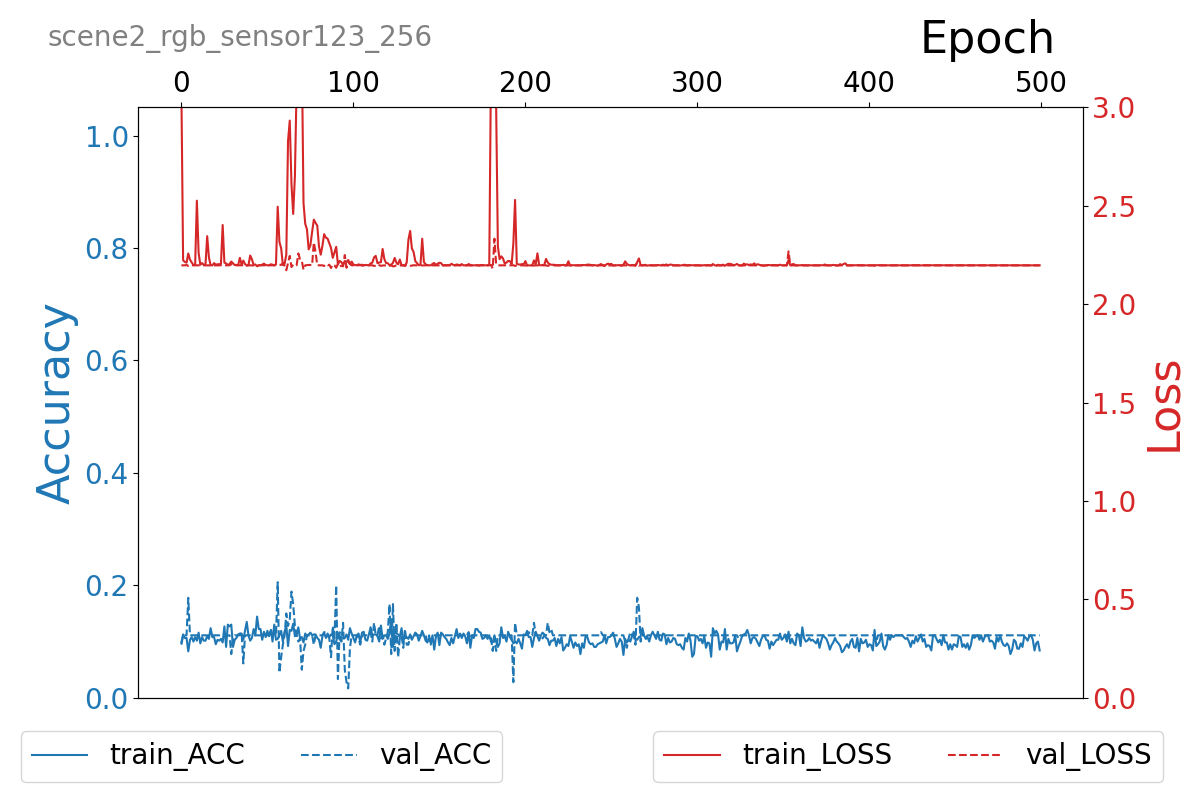 scene2_rgb_sensor123_256
Epoch
0 100 200 300 400 500
1.0
0.8
0.6
0.4
0.2
0.0
Accuracy
3.0
2.5
2.0
1.5
1.0
0.5
0.0
Loss
train_ACC val_ACC
train_LOSS val_LOSS